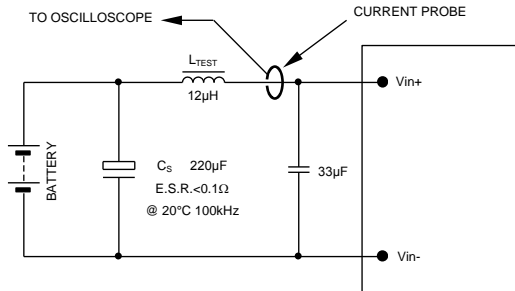 TO OSCILLOSCOPE
CURRENT PROBE
LTEST
12µH
Vin+
BATTERY
CS 220µF
E.S.R.<0.1Ω
@ 20°C 100kHz
33µF
Vin-